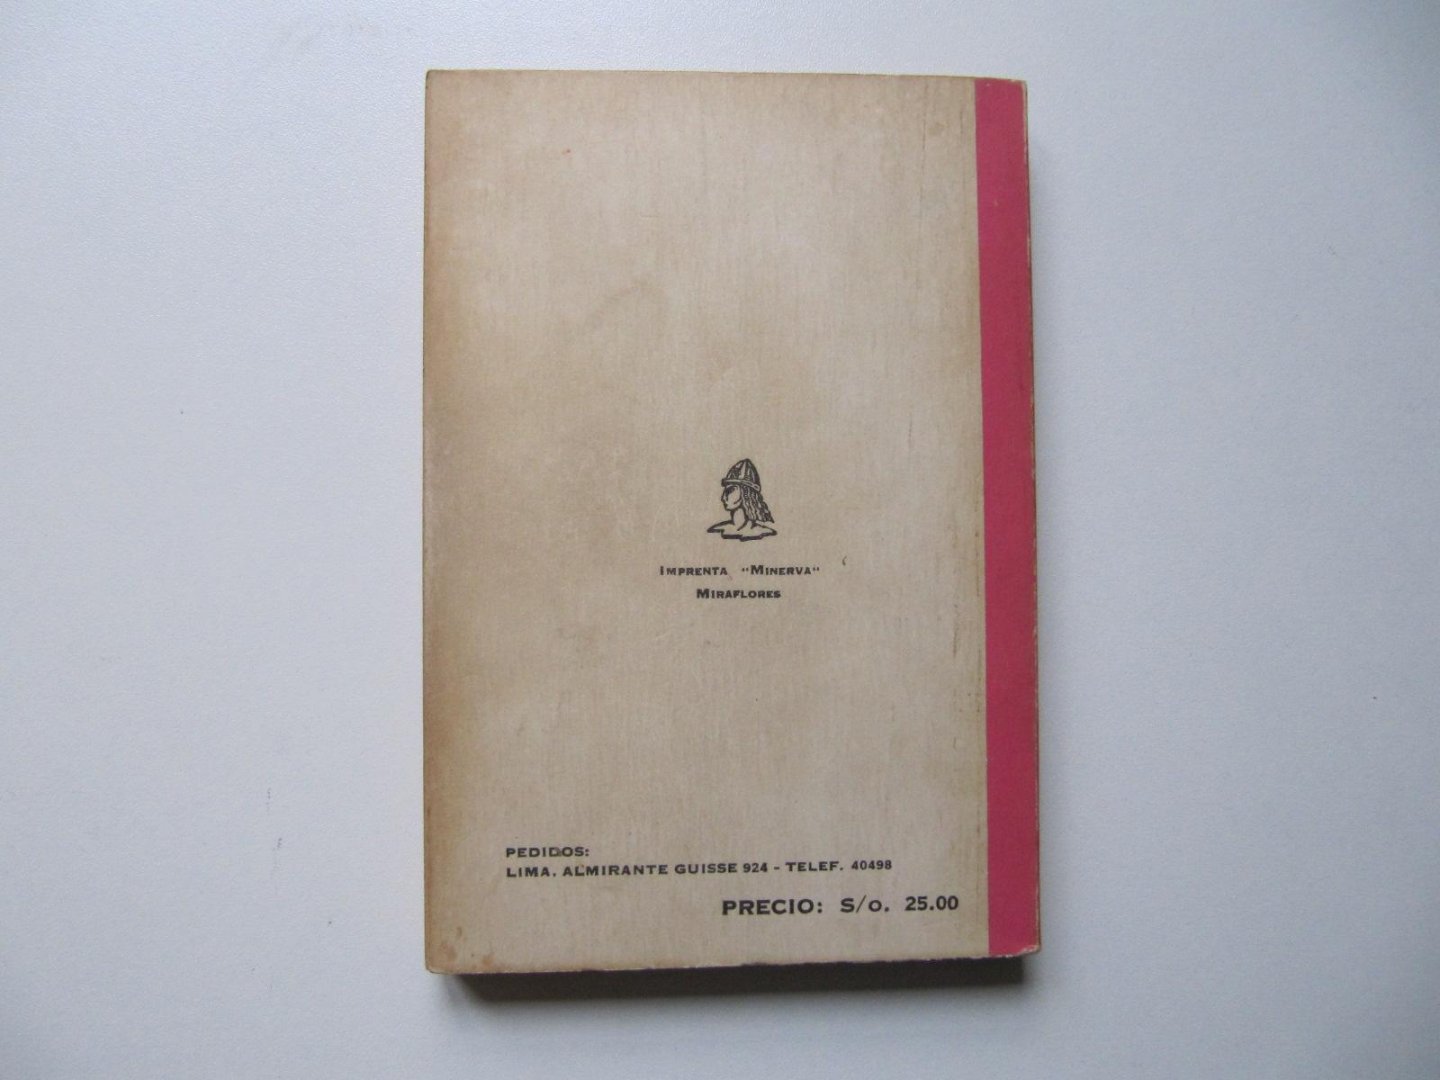 IMPRENTA "MINERVA"
MIRAFLORES
PEDIDOS:
LIMA. ALMIRANTE GUISSE 924 - TELEF. 40498
PRECIO: S/o. 25.00